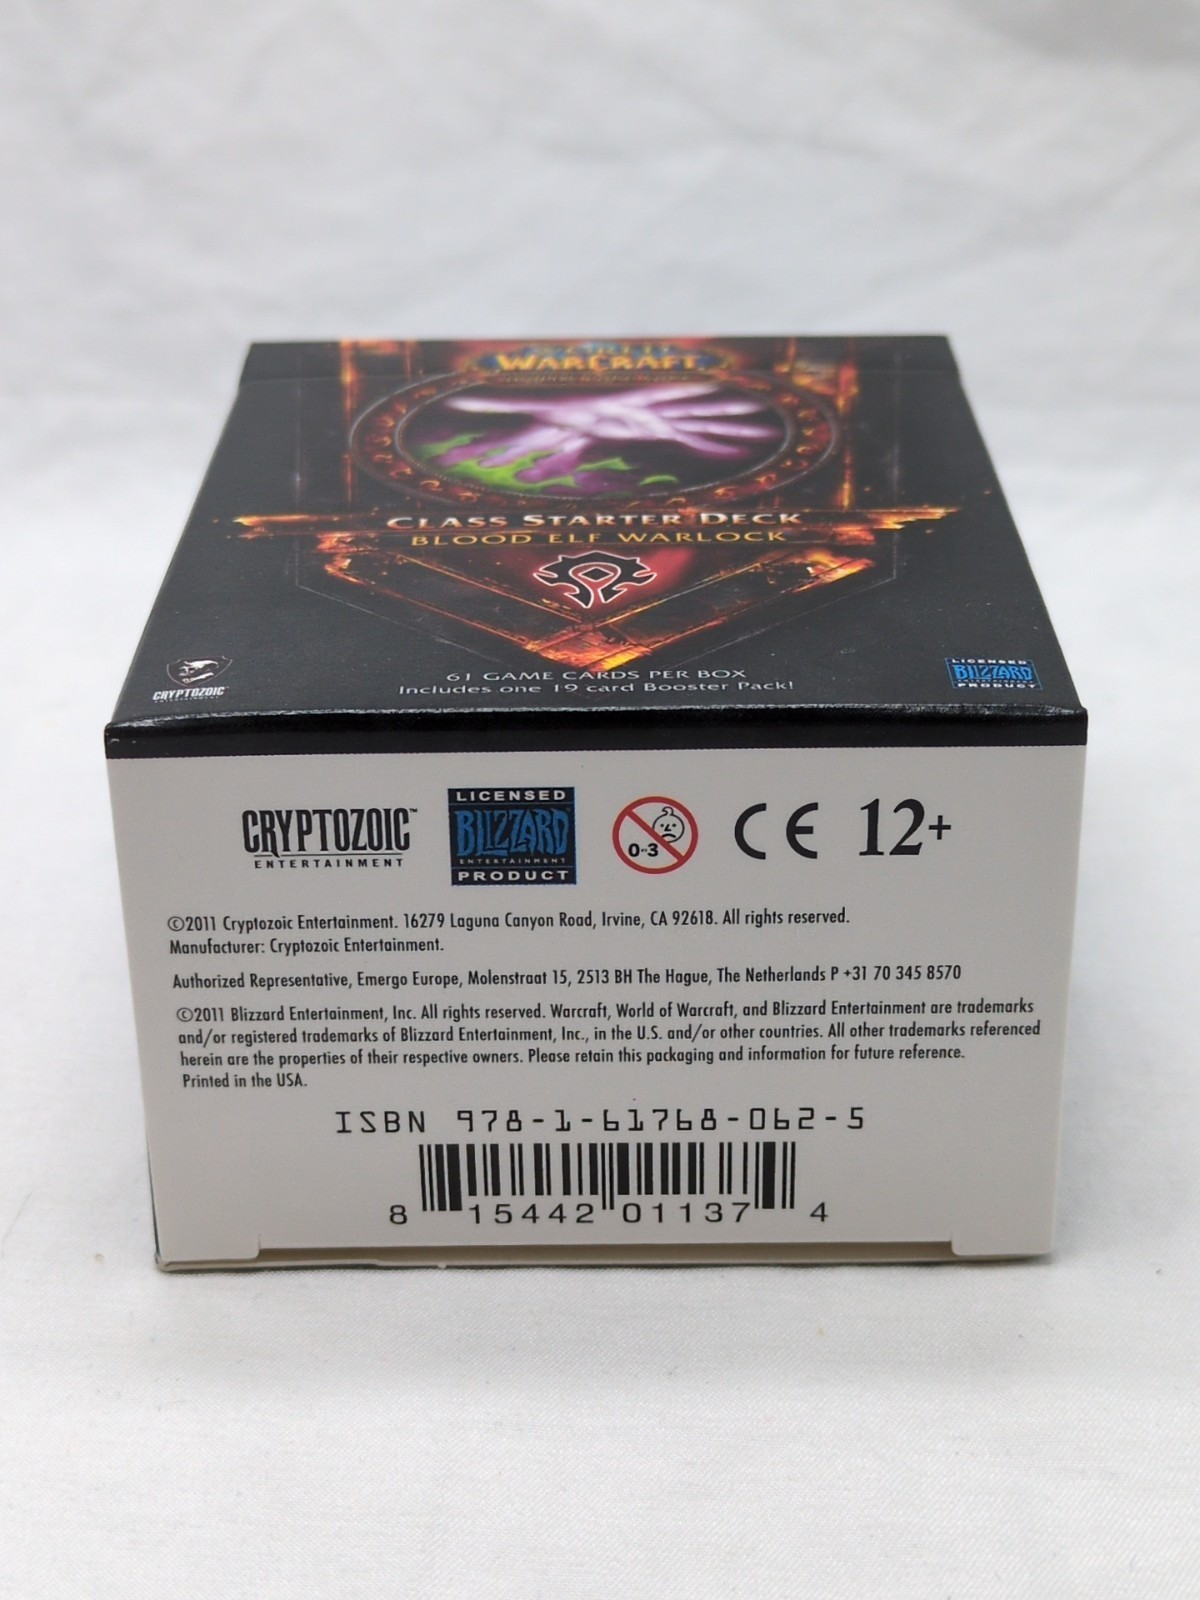 WORLD
WARCRAFT
CLASS STARTER DECK
BLOOD ELF WARLOCK
61 GAME CARDS PER BOX
Includes one 19 card Booster Pack!
CRYPTOZOIC
ENTERTAINMENT
LICENSED
BLIZZARD
ENTERTAINMENT
PRODUCT
CRYPTOZOIC™
ENTERTAINMENT
LICENSED
BLIZZARD
ENTERTAINMENT
PRODUCT
0-3
CE 12+
©2011 Cryptozoic Entertainment. 16279 Laguna Canyon Road, Irvine, CA 92618. All rights reserved.
Manufacturer: Cryptozoic Entertainment.
Authorized Representative, Emergo Europe, Molenstraat 15, 2513 BH The Hague, The Netherlands P +31 70 345 8570
©2011 Blizzard Entertainment, Inc. All rights reserved. Warcraft, World of Warcraft, and Blizzard Entertainment are trademarks
and/or registered trademarks of Blizzard Entertainment, Inc., in the U.S. and/or other countries. All other trademarks referenced
herein are the properties of their respective owners. Please retain this packaging and information for future reference.
Printed in the USA.
ISBN 978-1-61768-062-5
8 15442 01137 4